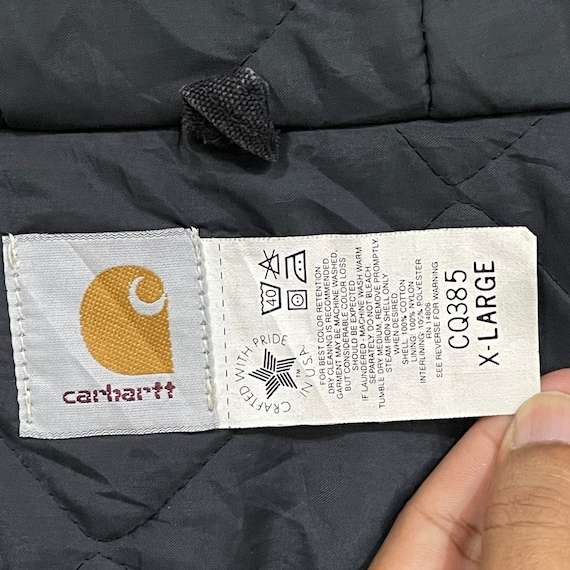 carhartt
40
CRAFTED WITH PRIDE
IN U.S.A.
TM
FOR BEST COLOR RETENTION
DRY CLEANING IS RECOMMENDED
GARMENT MAY BE MACHINE WASHED,
BUT CONSIDERABLE COLOR LOSS
SHOULD BE EXPECTED
IF LAUNDERED - MACHINE WASH WARM
SEPARATELY DO NOT BLEACH.
TUMBLE DRY MEDIUM, REMOVE PROMPTLY.
STEAM IRON SHELL ONLY
WHEN DESIRED
SHELL: 100% COTTON
LINING: 100% NYLON
INTERLINING: 100% POLYESTER
RN 14806
SEE REVERSE FOR WARNING
CQ385
X-LARGE